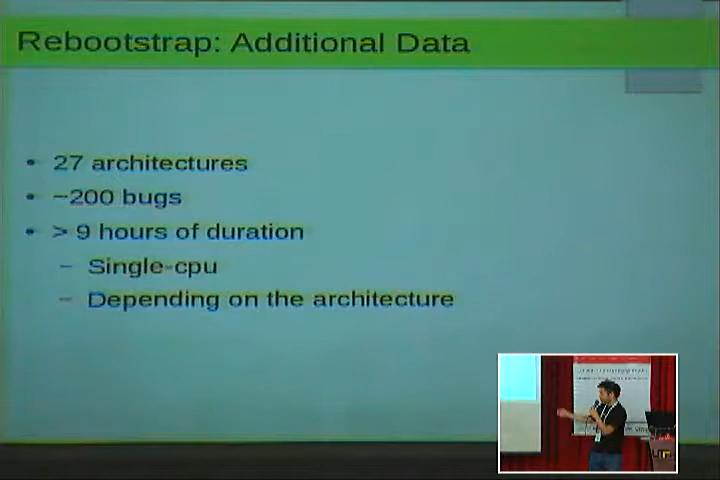 Rebootstrap: Additional Data
• 27 architectures
• ~200 bugs
• > 9 hours of duration
– Single-cpu
– Depending on the architecture